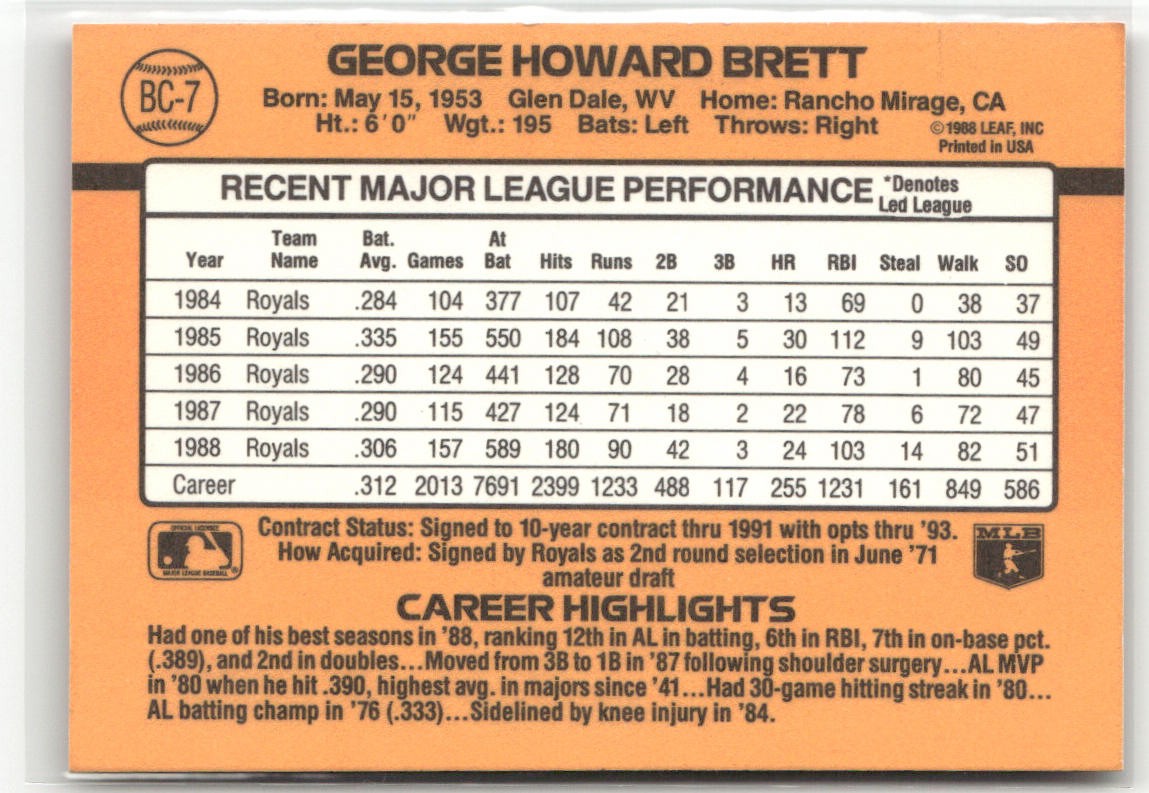 GEORGE HOWARD BRETT
BC-7
Born: May 15, 1953 Glen Dale, WV Home: Rancho Mirage, CA
Ht.: 6'0" Wgt.: 195 Bats: Left Throws: Right
©1988 LEAF, INC
Printed in USA
RECENT MAJOR LEAGUE PERFORMANCE *Denotes
Led League
Year Team Name Bat. Avg. Games At Bat Hits Runs 2B 3B HR RBI Steal Walk SO
1984 Royals .284 104 377 107 42 21 3 13 69 0 38 37
1985 Royals .335 155 550 184 108 38 5 30 112 9 103 49
1986 Royals .290 124 441 128 70 28 4 16 73 1 80 45
1987 Royals .290 115 427 124 71 18 2 22 78 6 72 47
1988 Royals .306 157 589 180 90 42 3 24 103 14 82 51
Career .312 2013 7691 2399 1233 488 117 255 1231 161 849 586
OFFICIAL LICENSEE
MAJOR LEAGUE BASEBALL ®
Contract Status: Signed to 10-year contract thru 1991 with opts thru '93.
How Acquired: Signed by Royals as 2nd round selection in June '71
amateur draft
MLB
CAREER HIGHLIGHTS
Had one of his best seasons in '88, ranking 12th in AL in batting, 6th in RBI, 7th in on-base pct.
(.389), and 2nd in doubles...Moved from 3B to 1B in '87 following shoulder surgery...AL MVP
in '80 when he hit .390, highest avg. in majors since '41...Had 30-game hitting streak in '80...
AL batting champ in '76 (.333)...Sidelined by knee injury in '84.